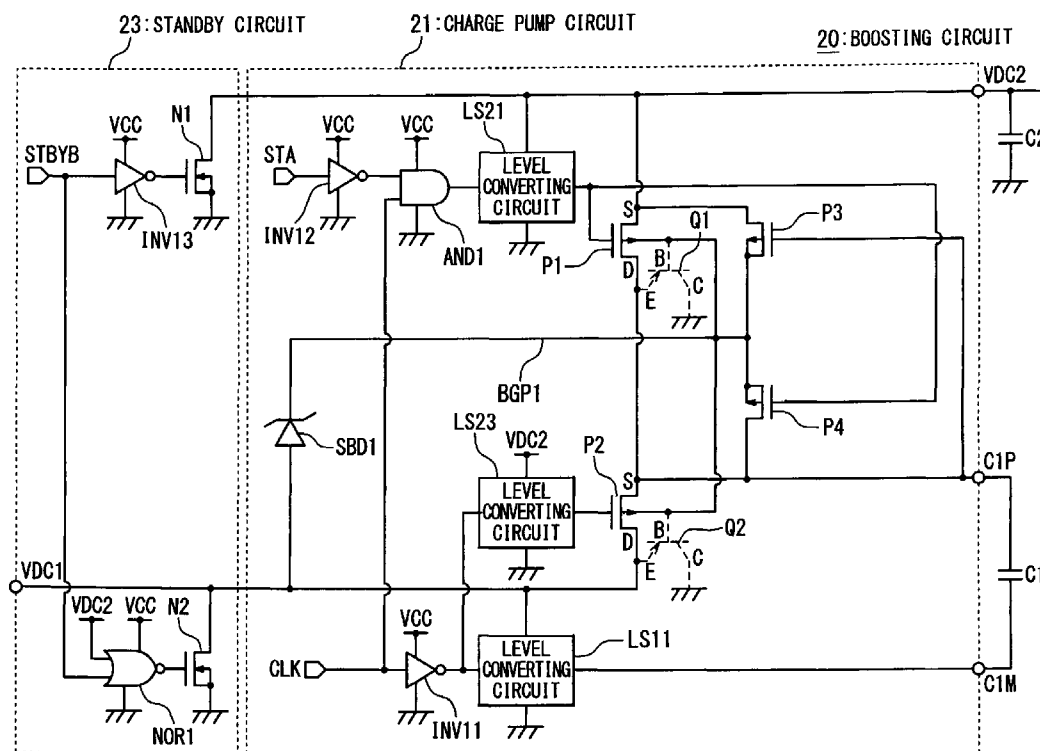 23:STANDBY CIRCUIT
21:CHARGE PUMP CIRCUIT
20:BOOSTING CIRCUIT
VDC2
N1
VCC
STBYB
INV13
STA
VCC
INV12
VCC
AND1
LS21
LEVEL
CONVERTING
CIRCUIT
C2
S
P1
D
B
Q1
E
C
P3
BGP1
SBD1
P4
LS23
VDC2
LEVEL
CONVERTING
CIRCUIT
P2
S
D
B
Q2
E
C
C1P
C1
VDC1
VDC2
VCC
N2
NOR1
CLK
VCC
INV11
LEVEL
CONVERTING
CIRCUIT
LS11
C1M